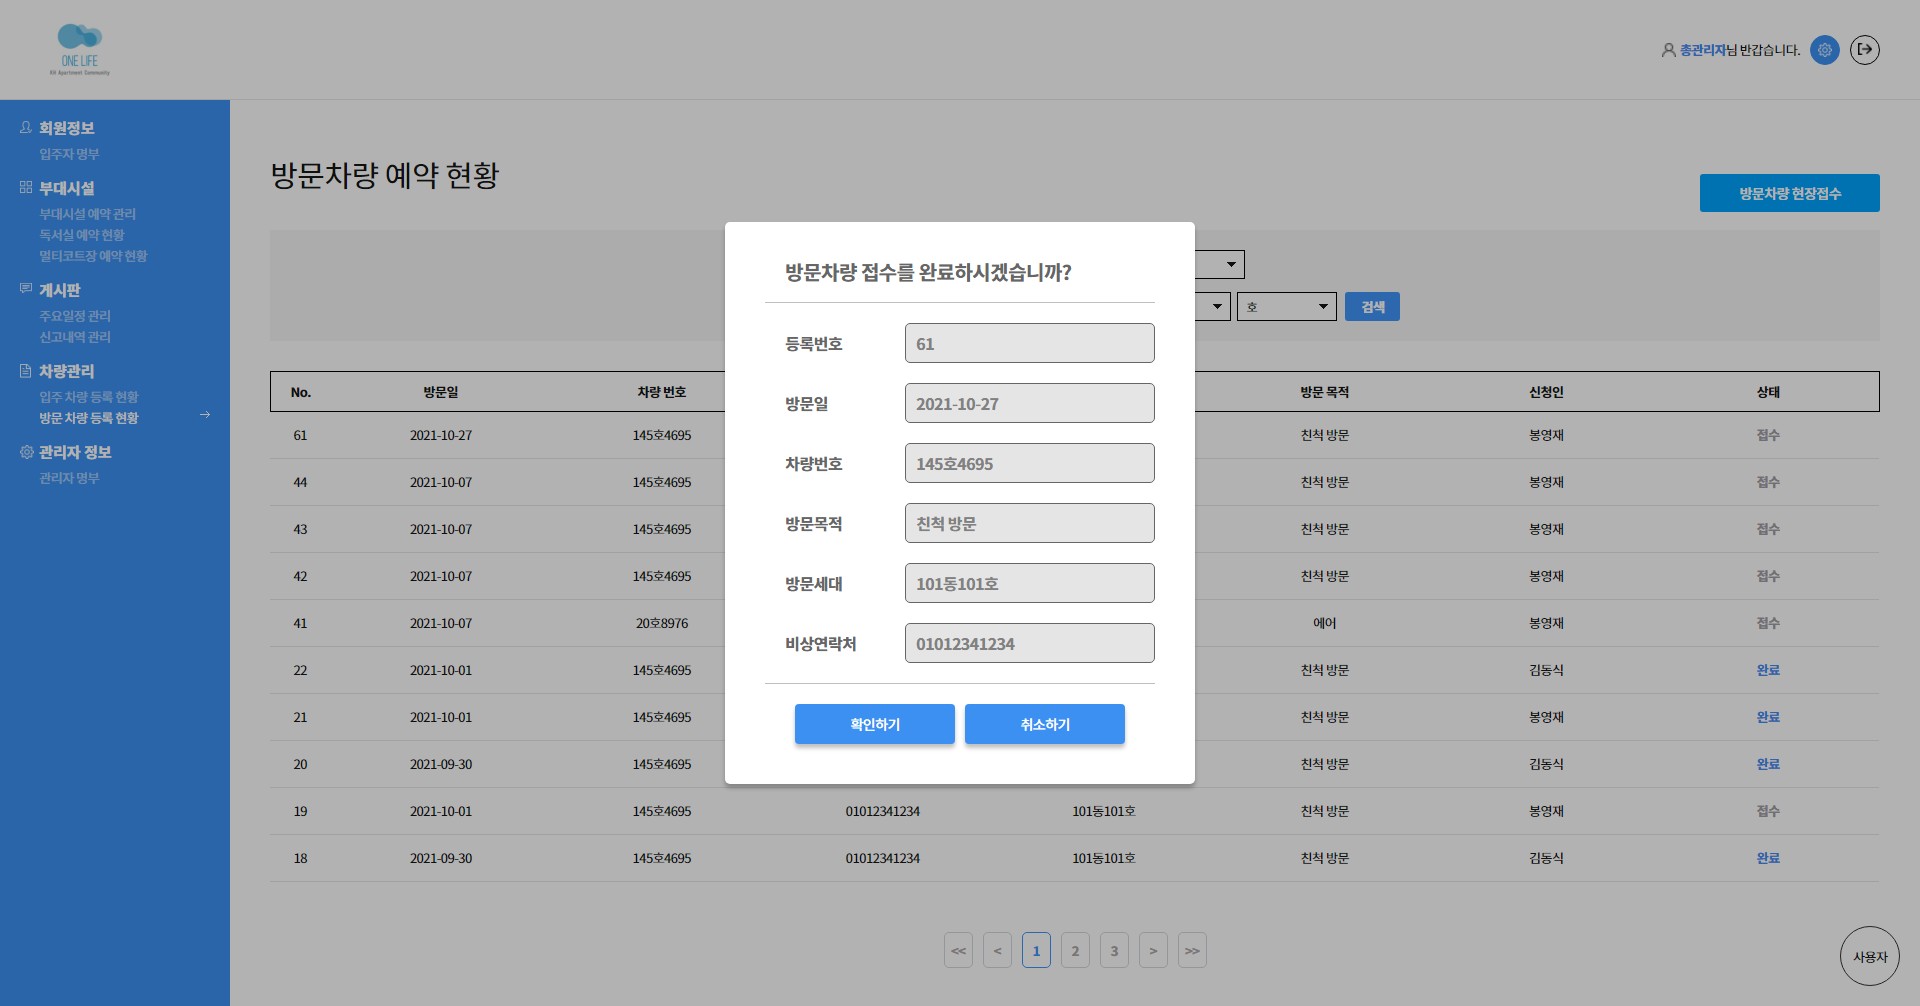 ONE LIFE
RH Apartment Community
총관리자님 반갑습니다.
회원정보
입주자 명부
부대시설
부대시설 예약 관리
독서실 예약 현황
멀티코트장 예약 현황
게시판
주요일정 관리
신고내역 관리
차량관리
입주 차량 등록 현황
방문 차량 등록 현황
관리자 정보
관리자 명부
방문차량 예약 현황
방문차량 현장접수
호 검색
방문차량 접수를 완료하시겠습니까?
등록번호 61
방문일 2021-10-27
차량번호 145호4695
방문목적 친척 방문
방문세대 101동101호
비상연락처 01012341234
확인하기 취소하기
No. 방문일 차량 번호 방문 목적 신청인 상태
61 2021-10-27 145호4695 친척 방문 봉영재 접수
44 2021-10-07 145호4695 친척 방문 봉영재 접수
43 2021-10-07 145호4695 친척 방문 봉영재 접수
42 2021-10-07 145호4695 친척 방문 봉영재 접수
41 2021-10-07 20호8976 에어 봉영재 접수
22 2021-10-01 145호4695 친척 방문 김동식 완료
21 2021-10-01 145호4695 친척 방문 봉영재 완료
20 2021-09-30 145호4695 친척 방문 김동식 완료
19 2021-10-01 145호4695 01012341234 101동101호 친척 방문 봉영재 접수
18 2021-09-30 145호4695 01012341234 101동101호 친척 방문 김동식 완료
<< < 1 2 3 > >>
사용자